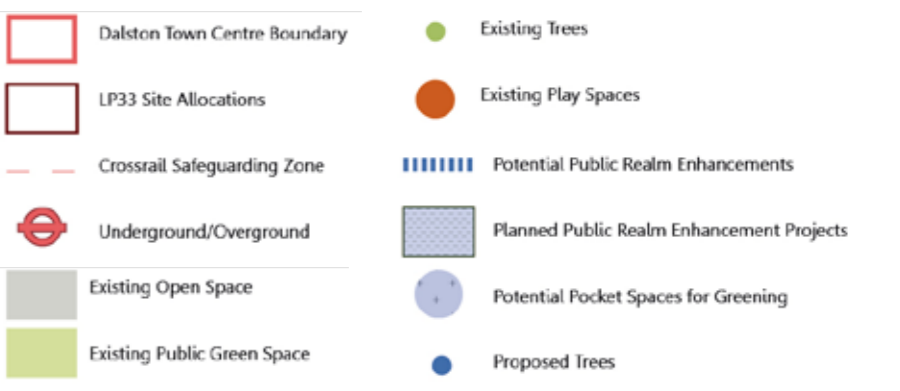 Dalston Town Centre Boundary
LP33 Site Allocations
Crossrail Safeguarding Zone
Underground/Overground
Existing Open Space
Existing Public Green Space
Existing Trees
Existing Play Spaces
Potential Public Realm Enhancements
Planned Public Realm Enhancement Projects
Potential Pocket Spaces for Greening
Proposed Trees